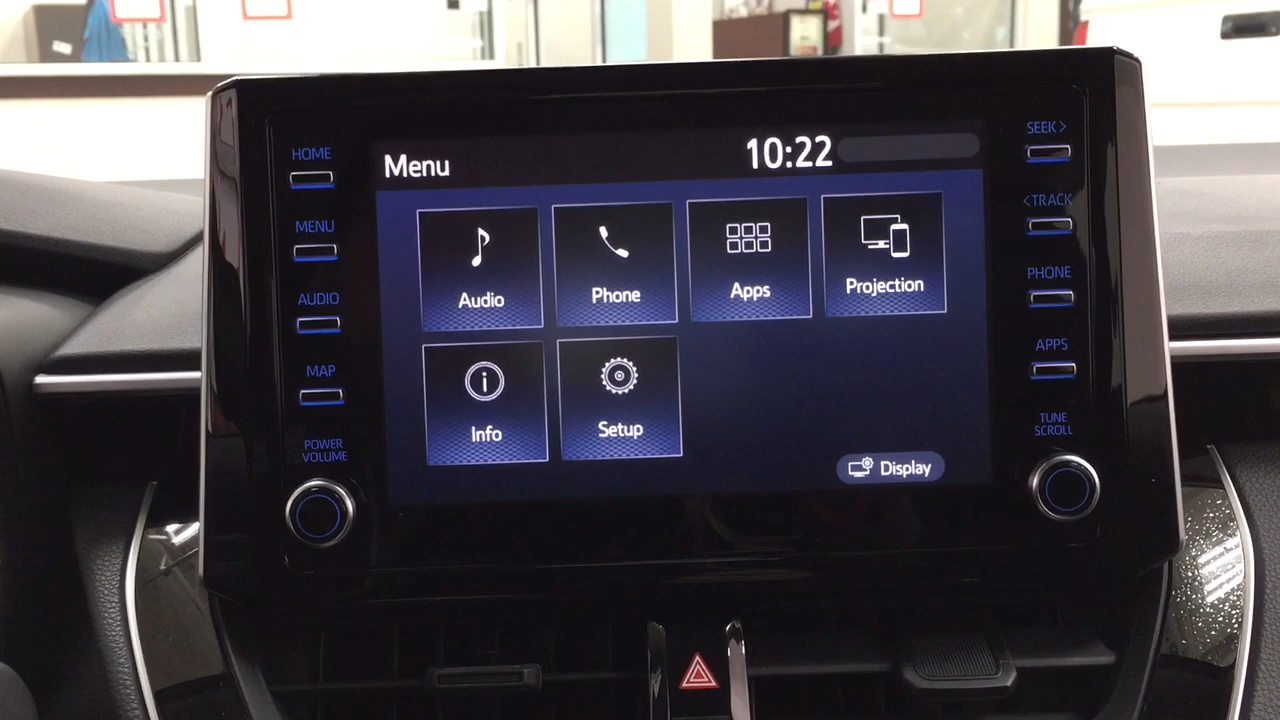 HOME
MENU
AUDIO
MAP
POWER
VOLUME
Menu
10:22
Audio
Phone
Apps
Projection
Info
Setup
Display
SEEK>
<TRACK
PHONE
APPS
TUNE
SCROLL